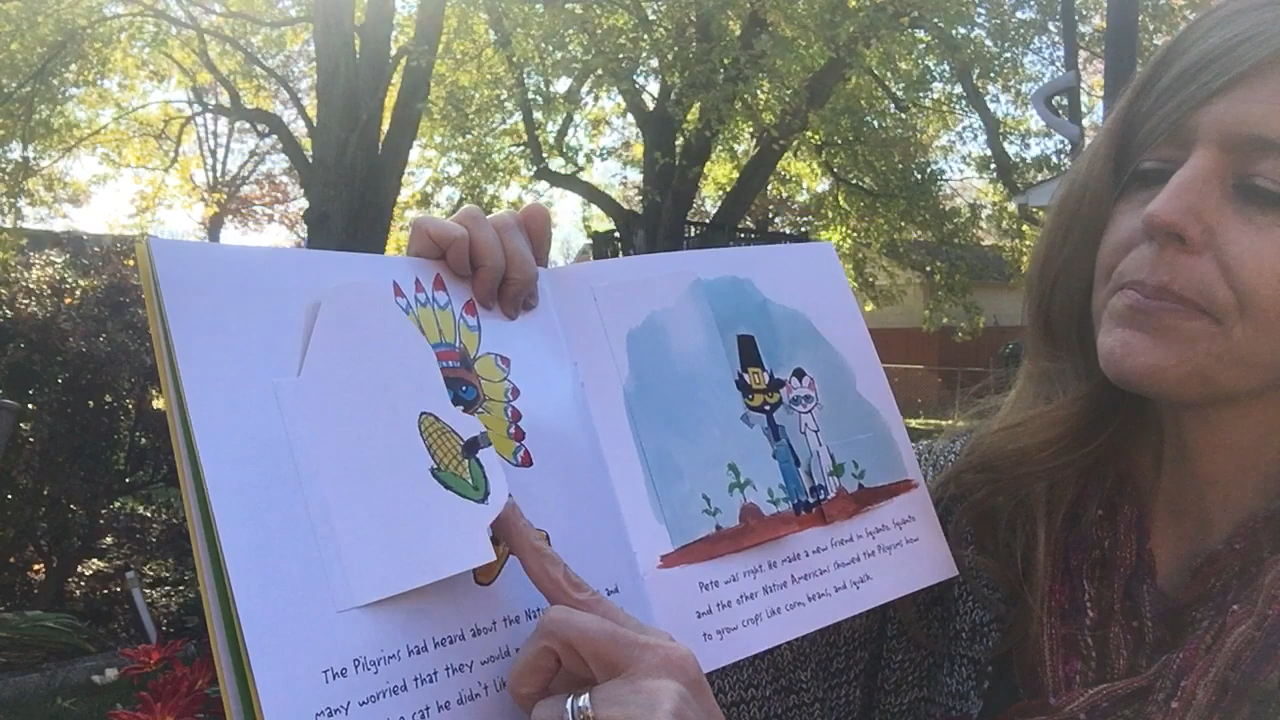 The Pilgrims had heard about the and
many worried that they would
cat he didn't
Pete was right. He made a new friend in Squanto. Squanto
and the other Native Americans showed the Pilgrims how
to grow crops like corn, beans, and squash.